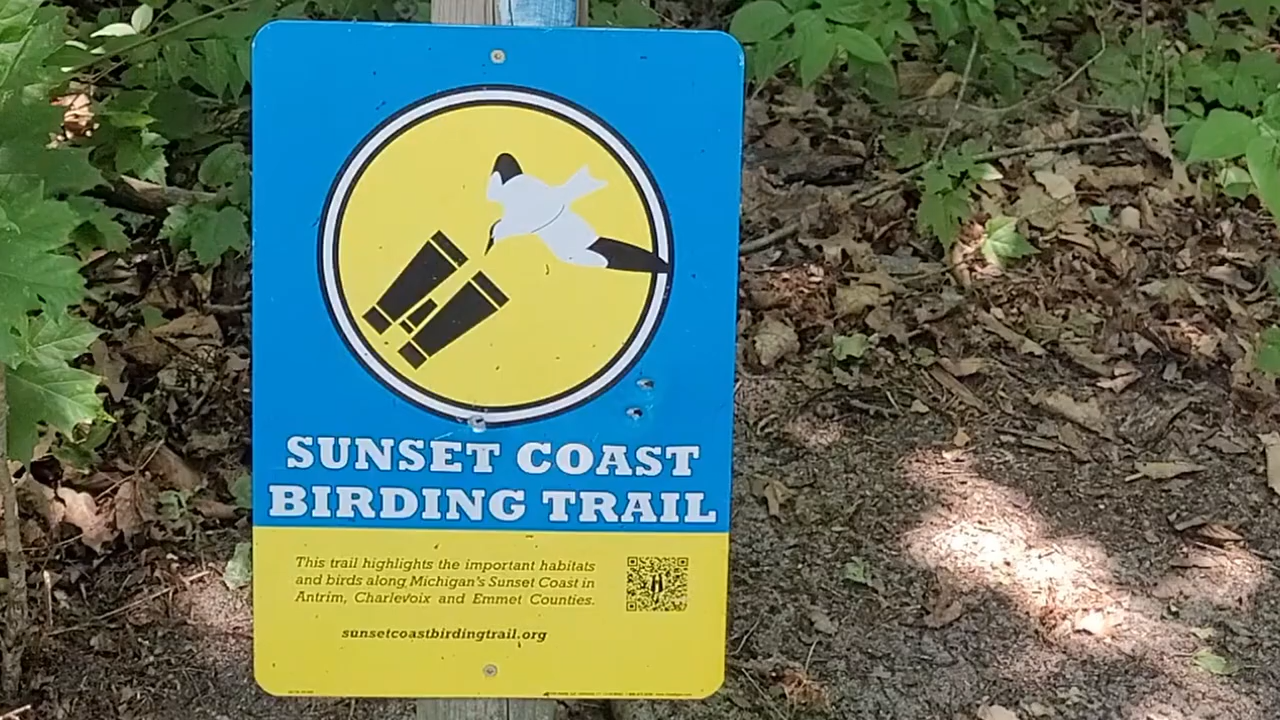 SUNSET COAST
BIRDING TRAIL
This trail highlights the important habitats
and birds along Michigan's Sunset Coast in
Antrim, Charlevoix and Emmet Counties.
sunsetcoastbirdingtrail.org